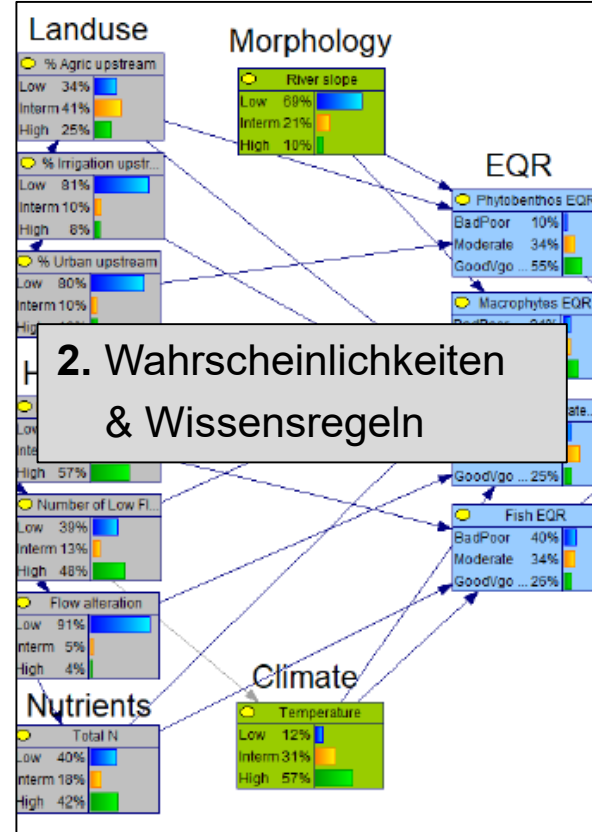 Landuse
% Agric upstream
Low 34%
Interm 41%
High 25%
% Irrigation upstr...
Low 81%
Interm 10%
High 8%
% Urban upstream
Low 80%
Interm 10%
Morphology
River slope
Low 69%
Interm 21%
High 10%
EQR
Phytobenthos EQR
BadPoor 10%
Moderate 34%
GoodVgo ... 55%
Macrophytes EQR
2. Wahrscheinlichkeiten
& Wissensregeln
High 57%
Number of Low Fl...
Low 39%
Interm 13%
High 48%
Flow alteration
Low 91%
Interm 5%
High 4%
Nutrients
Total N
Low 40%
Interm 18%
High 42%
GoodVgo ... 25%
Fish EQR
BadPoor 40%
Moderate 34%
GoodVgo ... 26%
Climate
Temperature
Low 12%
Interm 31%
High 57%